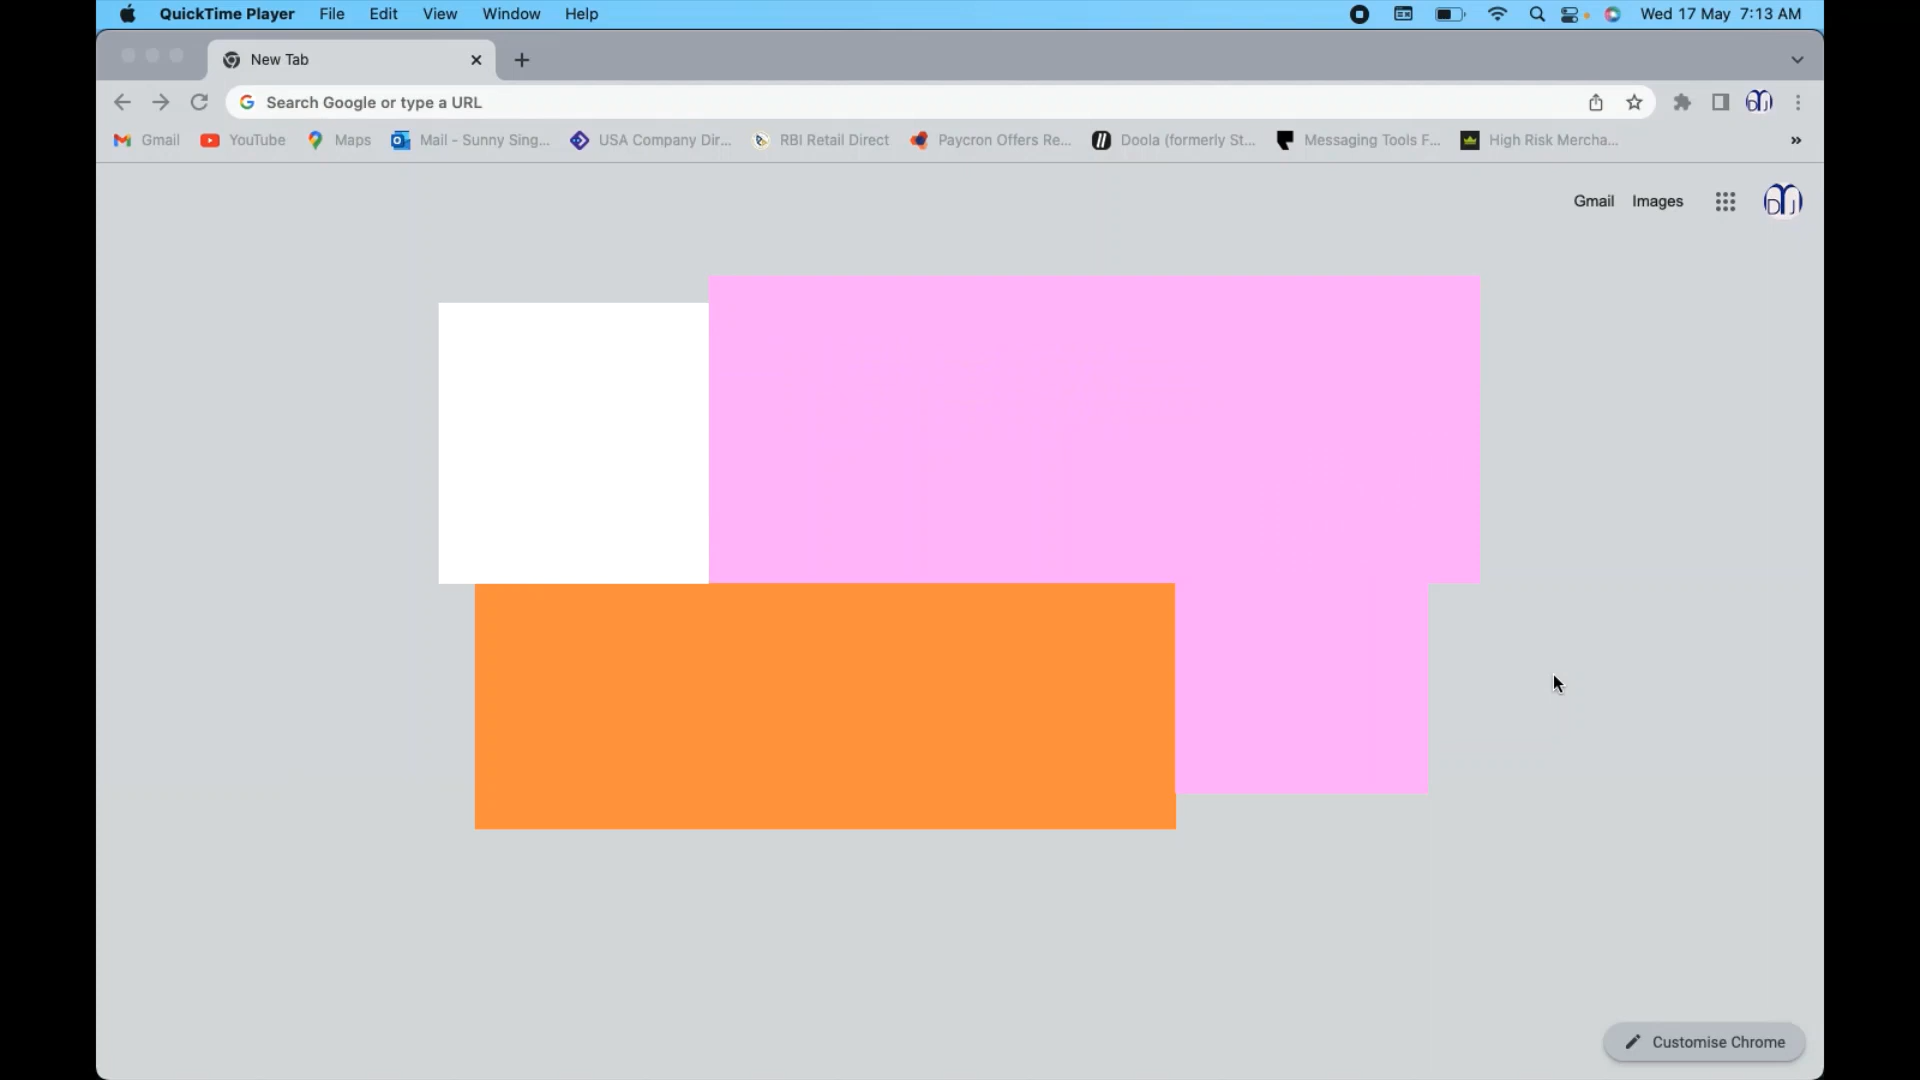 QuickTime Player File Edit View Window Help Wed 17 May 7:13 AM
New Tab
Search Google or type a URL
Gmail YouTube Maps Mail - Sunny Sing... USA Company Dir... RBI Retail Direct Paycron Offers Re... Doola (formerly St... Messaging Tools F... High Risk Mercha... »
Gmail Images
Customise Chrome